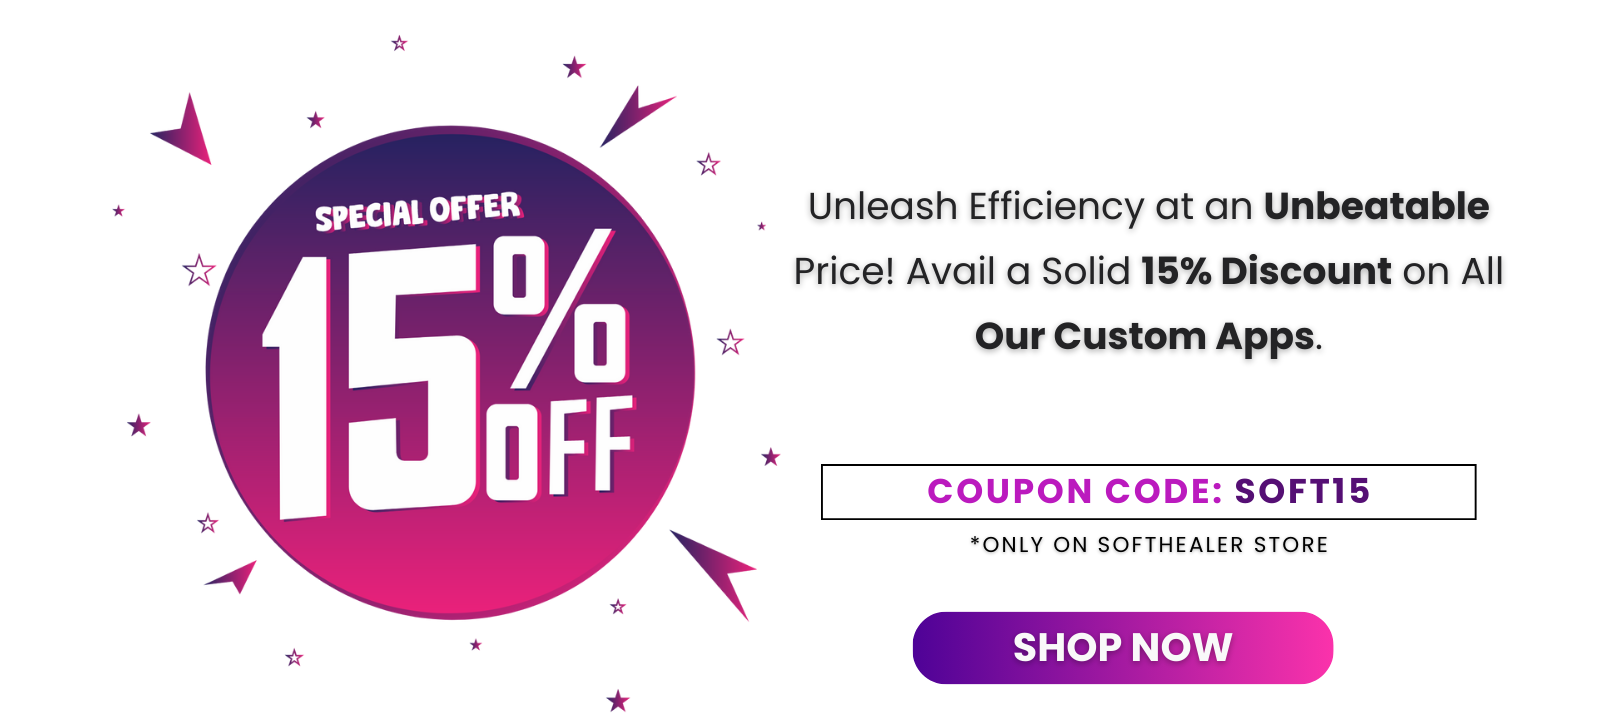 SPECIAL OFFER
15%
OFF
Unleash Efficiency at an Unbeatable
Price! Avail a Solid 15% Discount on All
Our Custom Apps.
COUPON CODE: SOFT15
*ONLY ON SOFTHEALER STORE
SHOP NOW